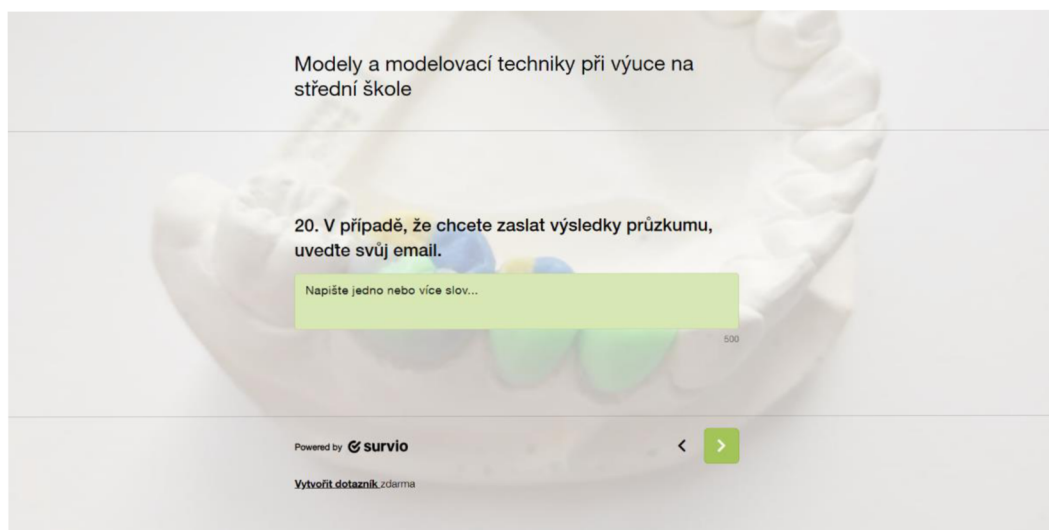 Modely a modelovací techniky při výuce na
střední škole
20. V případě, že chcete zaslat výsledky průzkumu,
uveďte svůj email.
Napište jedno nebo více slov...
500
Powered by survio
Vytvořit dotazník zdarma